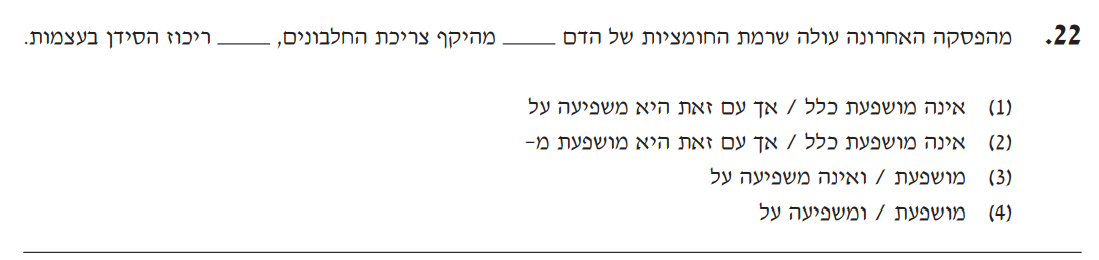 22. מהפסקה האחרונה עולה שרמת החומציות של הדם _____ מהיקף צריכת החלבונים, _____ ריכוז הסידן בעצמות.
(1) אינה מושפעת כלל / אך עם זאת היא משפיעה על
(2) אינה מושפעת כלל / אך עם זאת היא מושפעת מ-
(3) מושפעת / ואינה משפיעה על
(4) מושפעת / ומשפיעה על